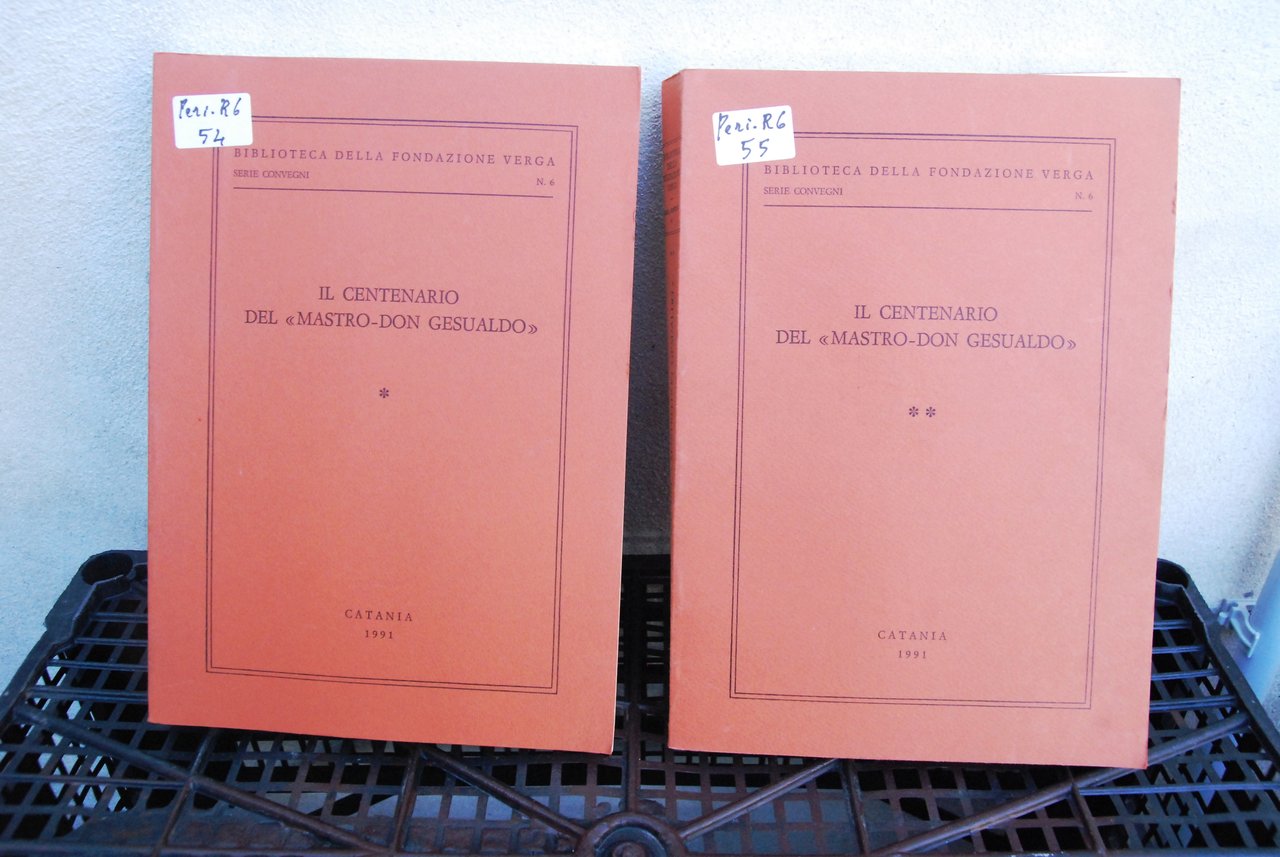 Peri. R6
54
BIBLIOTECA DELLA FONDAZIONE VERGA
SERIE CONVEGNI N. 6
IL CENTENARIO
DEL «MASTRO-DON GESUALDO»
*
CATANIA
1991
Peri. R6
55
BIBLIOTECA DELLA FONDAZIONE VERGA
SERIE CONVEGNI N. 6
IL CENTENARIO
DEL «MASTRO-DON GESUALDO»
**
CATANIA
1991